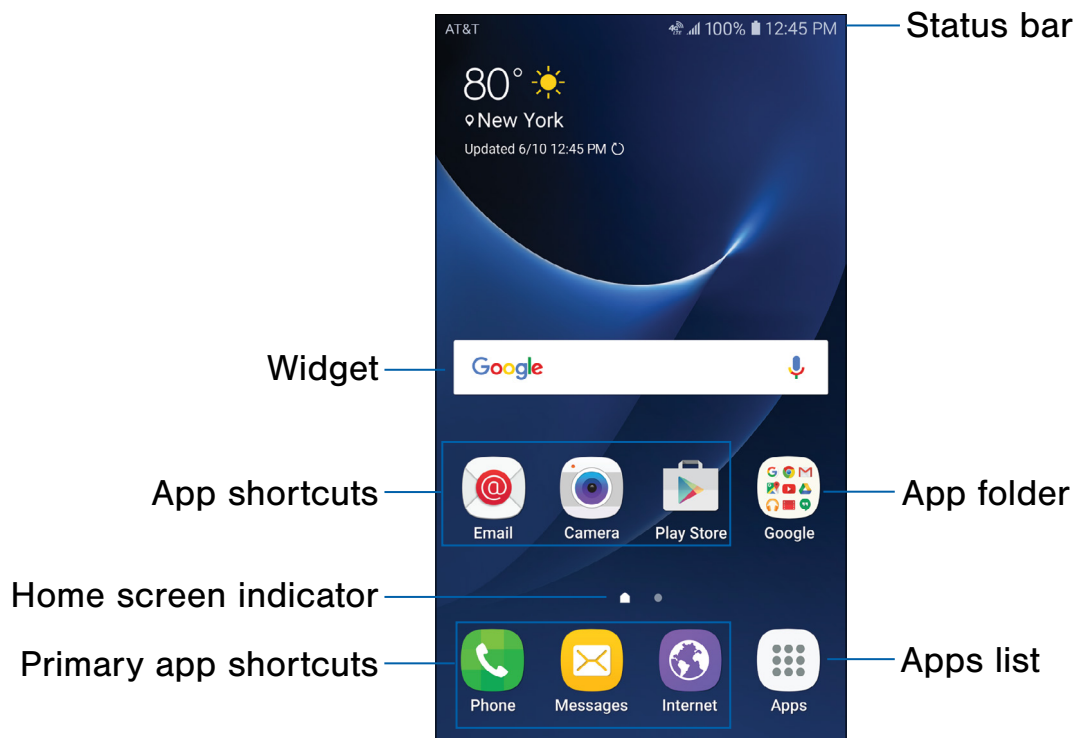 Status bar
AT&T 100% 12:45 PM
80°
New York
Updated 6/10 12:45 PM
Widget
Google
App shortcuts
App folder
Email Camera Play Store Google
Home screen indicator
Primary app shortcuts
Apps list
Phone Messages Internet Apps